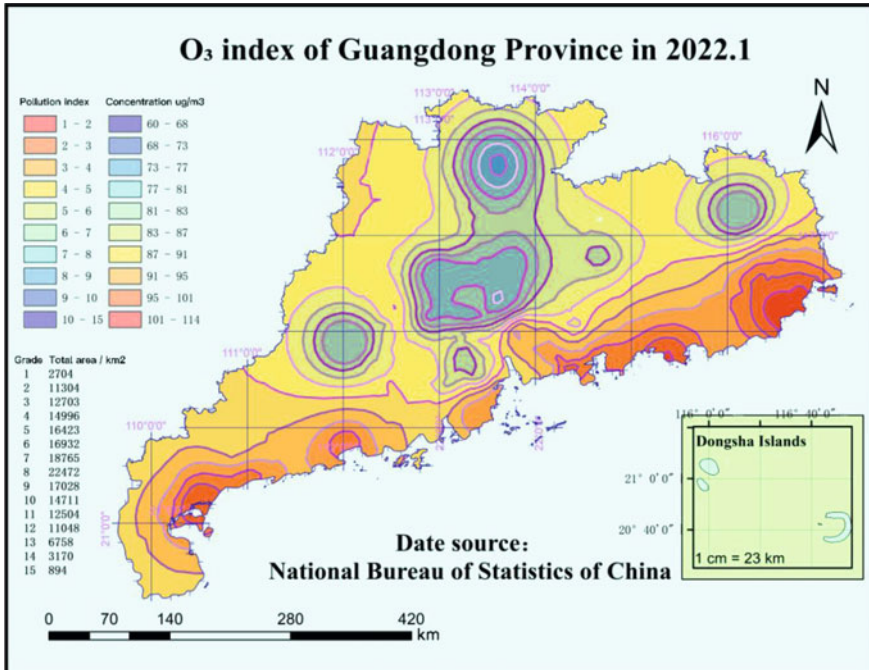 O₃ index of Guangdong Province in 2022.1
N
Pollution Index Concentration ug/m3
1 - 2 60 - 68
2 - 3 68 - 73
3 - 4 73 - 77
4 - 5 77 - 81
5 - 6 81 - 83
6 - 7 83 - 87
7 - 8 87 - 91
8 - 9 91 - 95
9 - 10 95 - 101
10 - 15 101 - 114
113°0'0"
114°0'0"
112°0'0"
116°0'0"
111°0'0"
110°0'0"
21°0'0"
Grade Total area / km2
1 2704
2 11304
3 12703
4 14996
5 16423
6 16932
7 18765
8 22472
9 17028
10 14711
11 12504
12 11048
13 6758
14 3170
15 894
116°0'0" 116°40'0"
Dongsha Islands
21° 0'0"
20° 40'0"
1 cm = 23 km
Date source:
National Bureau of Statistics of China
0 70 140 280 420
km